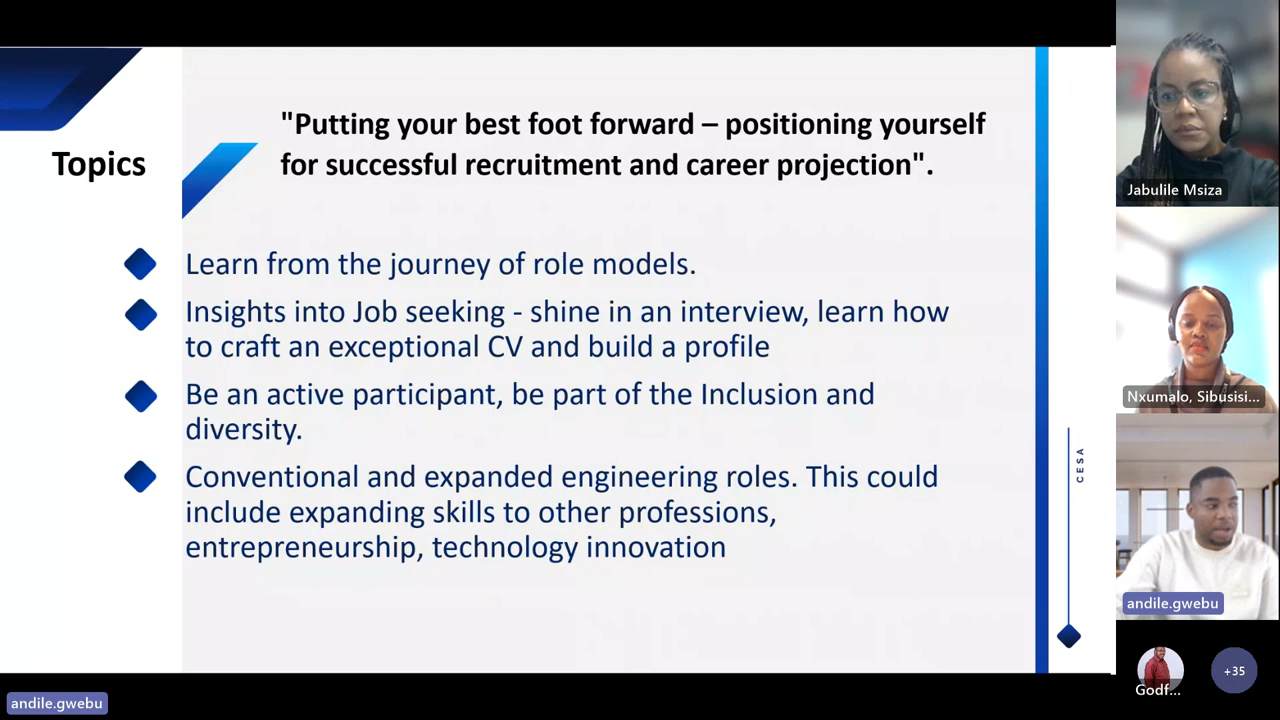 Topics
"Putting your best foot forward – positioning yourself
for successful recruitment and career projection".
Learn from the journey of role models.
Insights into Job seeking - shine in an interview, learn how
to craft an exceptional CV and build a profile
Be an active participant, be part of the Inclusion and
diversity.
Conventional and expanded engineering roles. This could
include expanding skills to other professions,
entrepreneurship, technology innovation
CESA
Jabulile Msiza
Nxumalo, Sibusisi...
andile.gwebu
Godf...
+35
andile.gwebu